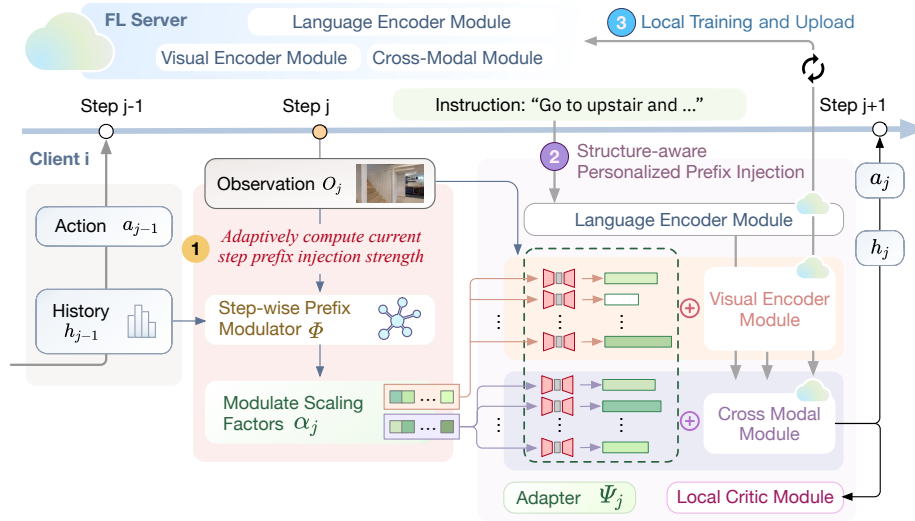 FL Server
Language Encoder Module
Visual Encoder Module
Cross-Modal Module
3 Local Training and Upload
Step j-1
Step j
Instruction: “Go to upstair and ...”
Step j+1
Client i
2 Structure-aware
Personalized Prefix Injection
Observation O_j
a_j
Language Encoder Module
Action a_{j−1}
1 Adaptively compute current
step prefix injection strength
h_j
History
h_{j−1}
Step-wise Prefix
Modulator Φ
Visual Encoder
Module
Modulate Scaling
Factors α_j
Cross Modal
Module
Adapter Ψ_j
Local Critic Module